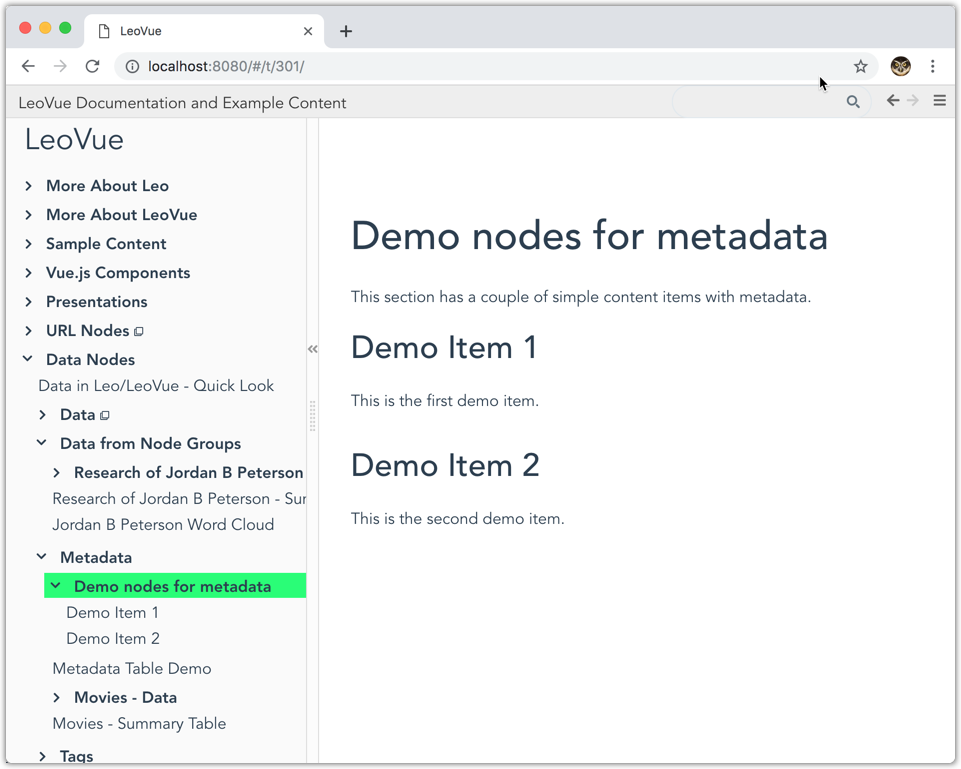 LeoVue
localhost:8080/#/t/301/
LeoVue Documentation and Example Content
LeoVue
More About Leo
More About LeoVue
Sample Content
Vue.js Components
Presentations
URL Nodes
Data Nodes
Data in Leo/LeoVue - Quick Look
Data
Data from Node Groups
Research of Jordan B Peterson
Research of Jordan B Peterson - Sur
Jordan B Peterson Word Cloud
Metadata
Demo nodes for metadata
Demo Item 1
Demo Item 2
Metadata Table Demo
Movies - Data
Movies - Summary Table
Tags
Demo nodes for metadata
This section has a couple of simple content items with metadata.
Demo Item 1
This is the first demo item.
Demo Item 2
This is the second demo item.